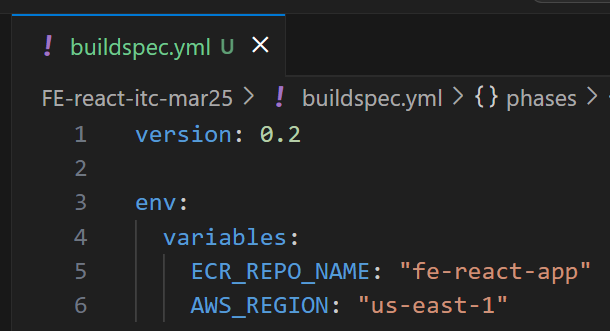 ! buildspec.yml U ×
FE-react-itc-mar25 > ! buildspec.yml > {} phases >
1 version: 0.2
2
3 env:
4 variables:
5 ECR_REPO_NAME: "fe-react-app"
6 AWS_REGION: "us-east-1"